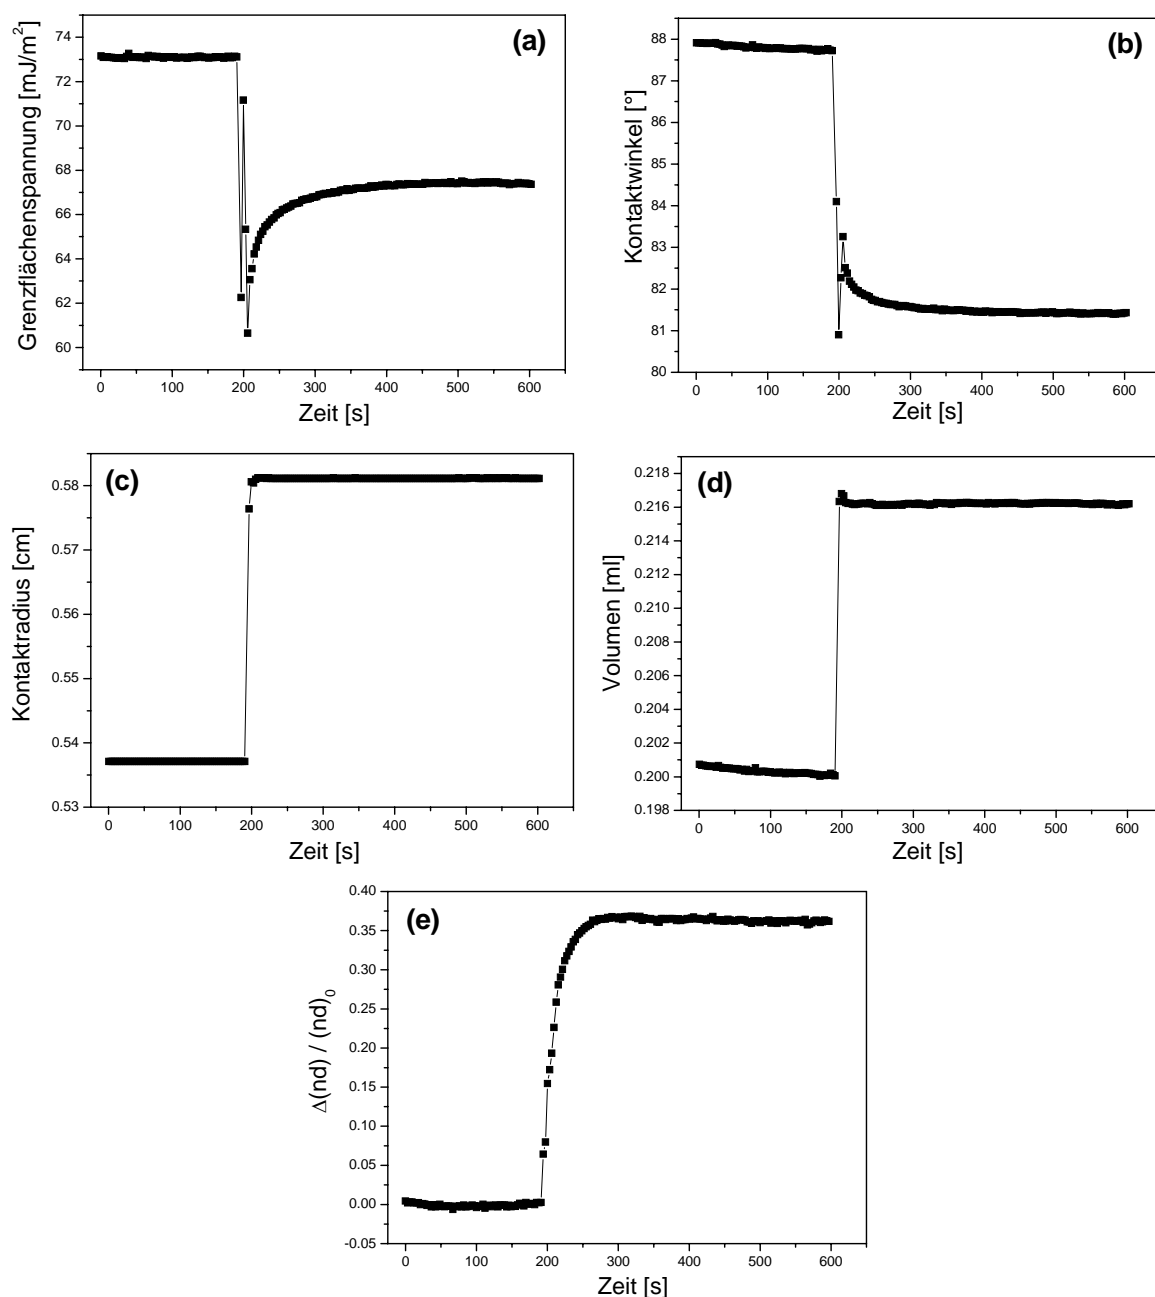 (a)
Grenzflächenspannung [mJ/m²]
74
72
70
68
66
64
62
60
0 100 200 300 400 500 600
Zeit [s]
(b)
Kontaktwinkel [°]
88
87
86
85
84
83
82
81
80
0 100 200 300 400 500 600
Zeit [s]
(c)
Kontaktradius [cm]
0.58
0.57
0.56
0.55
0.54
0.53
0 100 200 300 400 500 600
Zeit [s]
(d)
Volumen [ml]
0.218
0.216
0.214
0.212
0.210
0.208
0.206
0.204
0.202
0.200
0.198
0 100 200 300 400 500 600
Zeit [s]
(e)
Δ(nd) / (nd)₀
0.40
0.35
0.30
0.25
0.20
0.15
0.10
0.05
0.00
-0.05
0 100 200 300 400 500 600
Zeit [s]